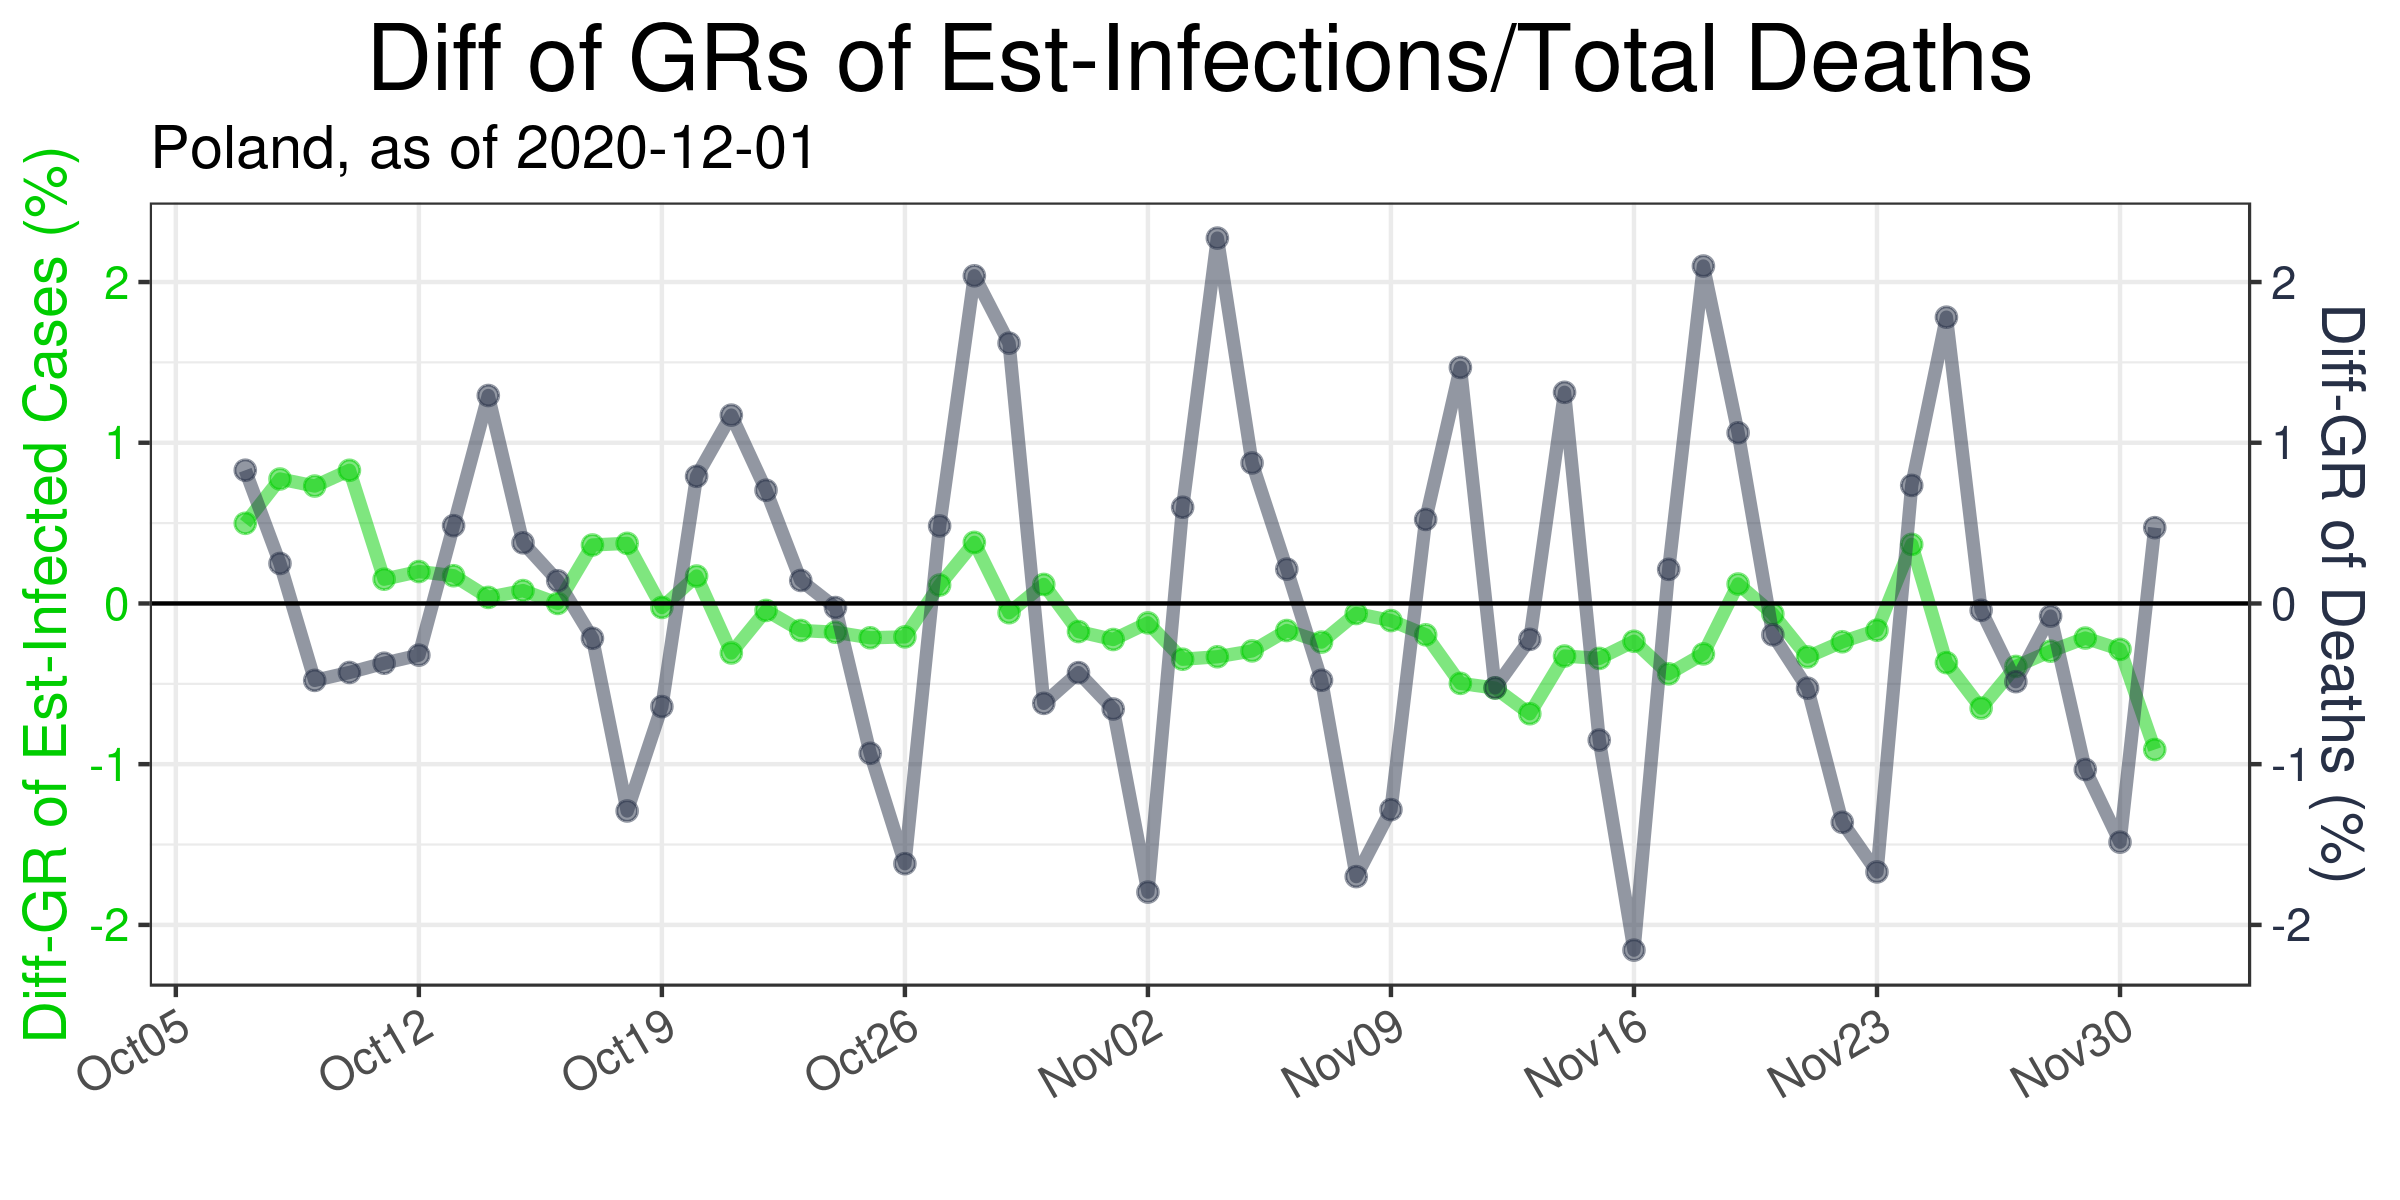 Diff of GRs of Est-Infections/Total Deaths
Poland, as of 2020-12-01
Diff-GR of Est-Infected Cases (%)
2
1
0
-1
-2
2
1
0
-1
-2
Diff-GR of Deaths (%)
Oct05
Oct12
Oct19
Oct26
Nov02
Nov09
Nov16
Nov23
Nov30